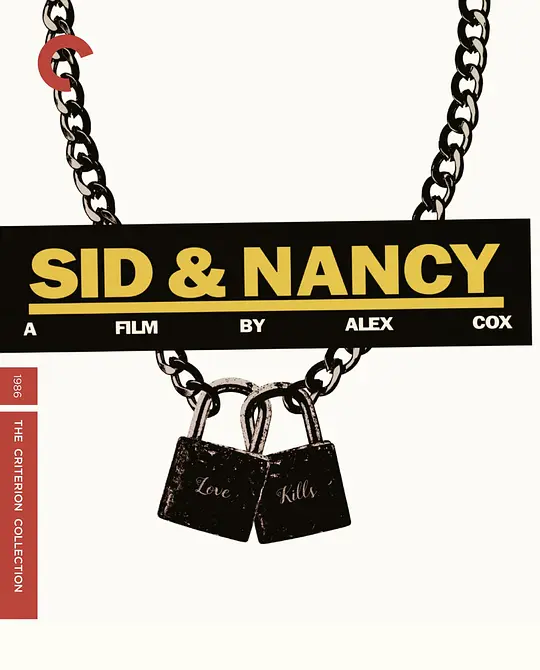 SID & NANCY
A FILM BY ALEX COX
1986
THE CRITERION COLLECTION
Love
Kills